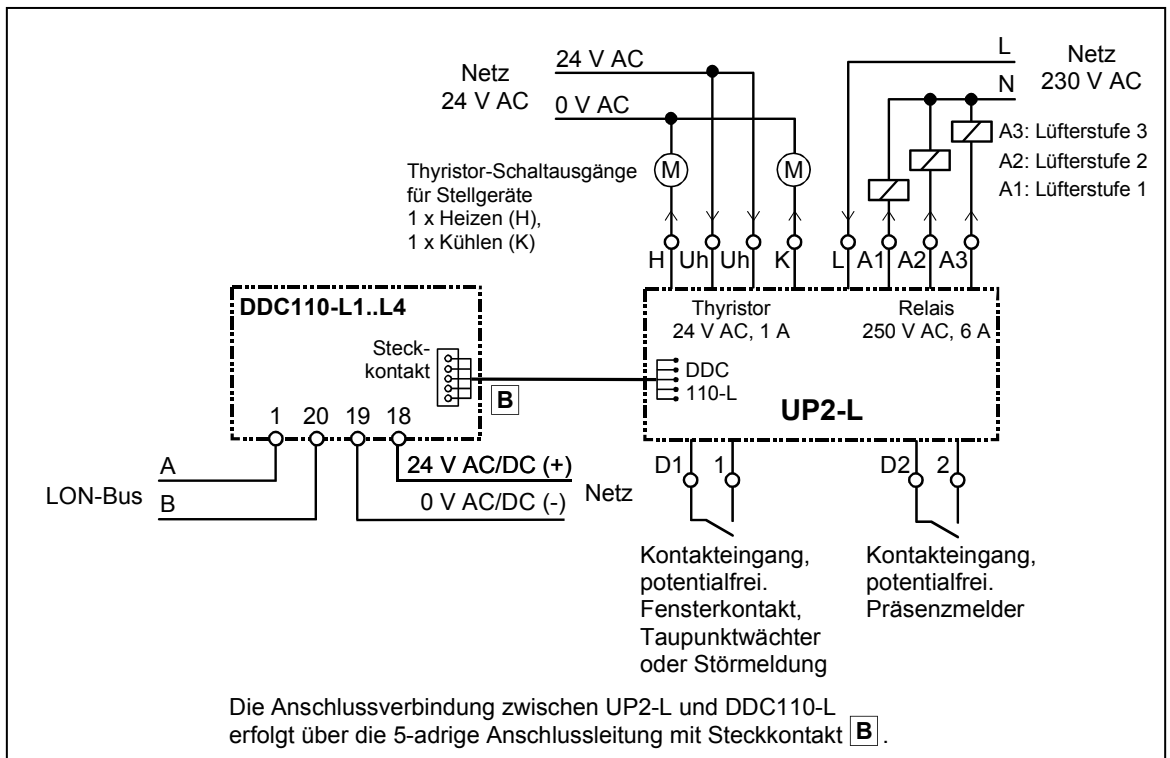 Netz
24 V AC
24 V AC
0 V AC
L
N
Netz
230 V AC
A3: Lüfterstufe 3
A2: Lüfterstufe 2
A1: Lüfterstufe 1
Thyristor-Schaltausgänge
für Stellgeräte
1 x Heizen (H),
1 x Kühlen (K)
M
M
H Uh Uh K L A1 A2 A3
DDC110-L1..L4
Steck-
kontakt
B
Thyristor
24 V AC, 1 A
Relais
250 V AC, 6 A
DDC
110-L
UP2-L
1 20 19 18
LON-Bus
A
B
24 V AC/DC (+)
0 V AC/DC (-)
Netz
D1 1
D2 2
Kontakteingang,
potentialfrei.
Fensterkontakt,
Taupunktwächter
oder Störmeldung
Kontakteingang,
potentialfrei.
Präsenzmelder
Die Anschlussverbindung zwischen UP2-L und DDC110-L
erfolgt über die 5-adrige Anschlussleitung mit Steckkontakt B .